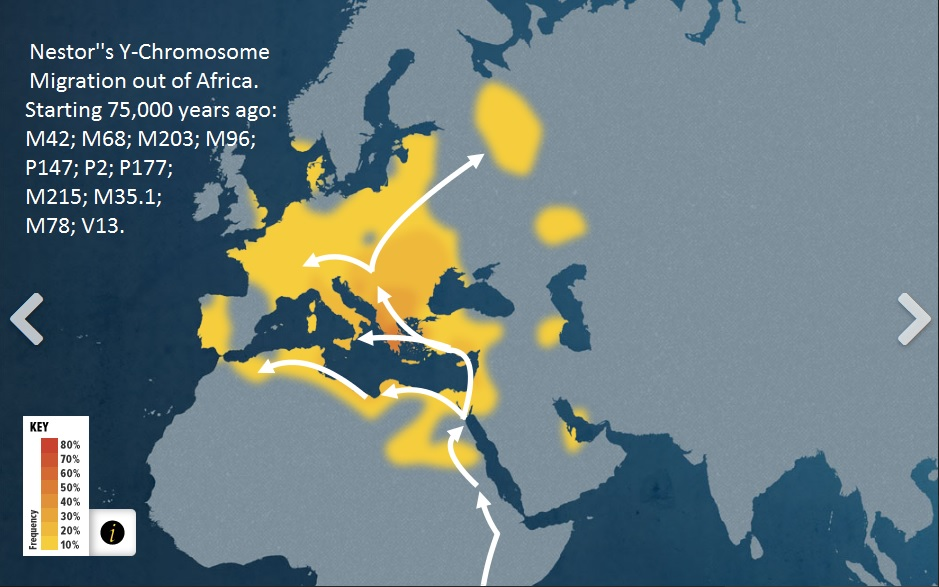 Nestor''s Y-Chromosome
Migration out of Africa.
Starting 75,000 years ago:
M42; M68; M203; M96;
P147; P2; P177;
M215; M35.1;
M78; V13.
KEY
80%
70%
60%
50%
40%
30%
20%
10%
Frequency
i